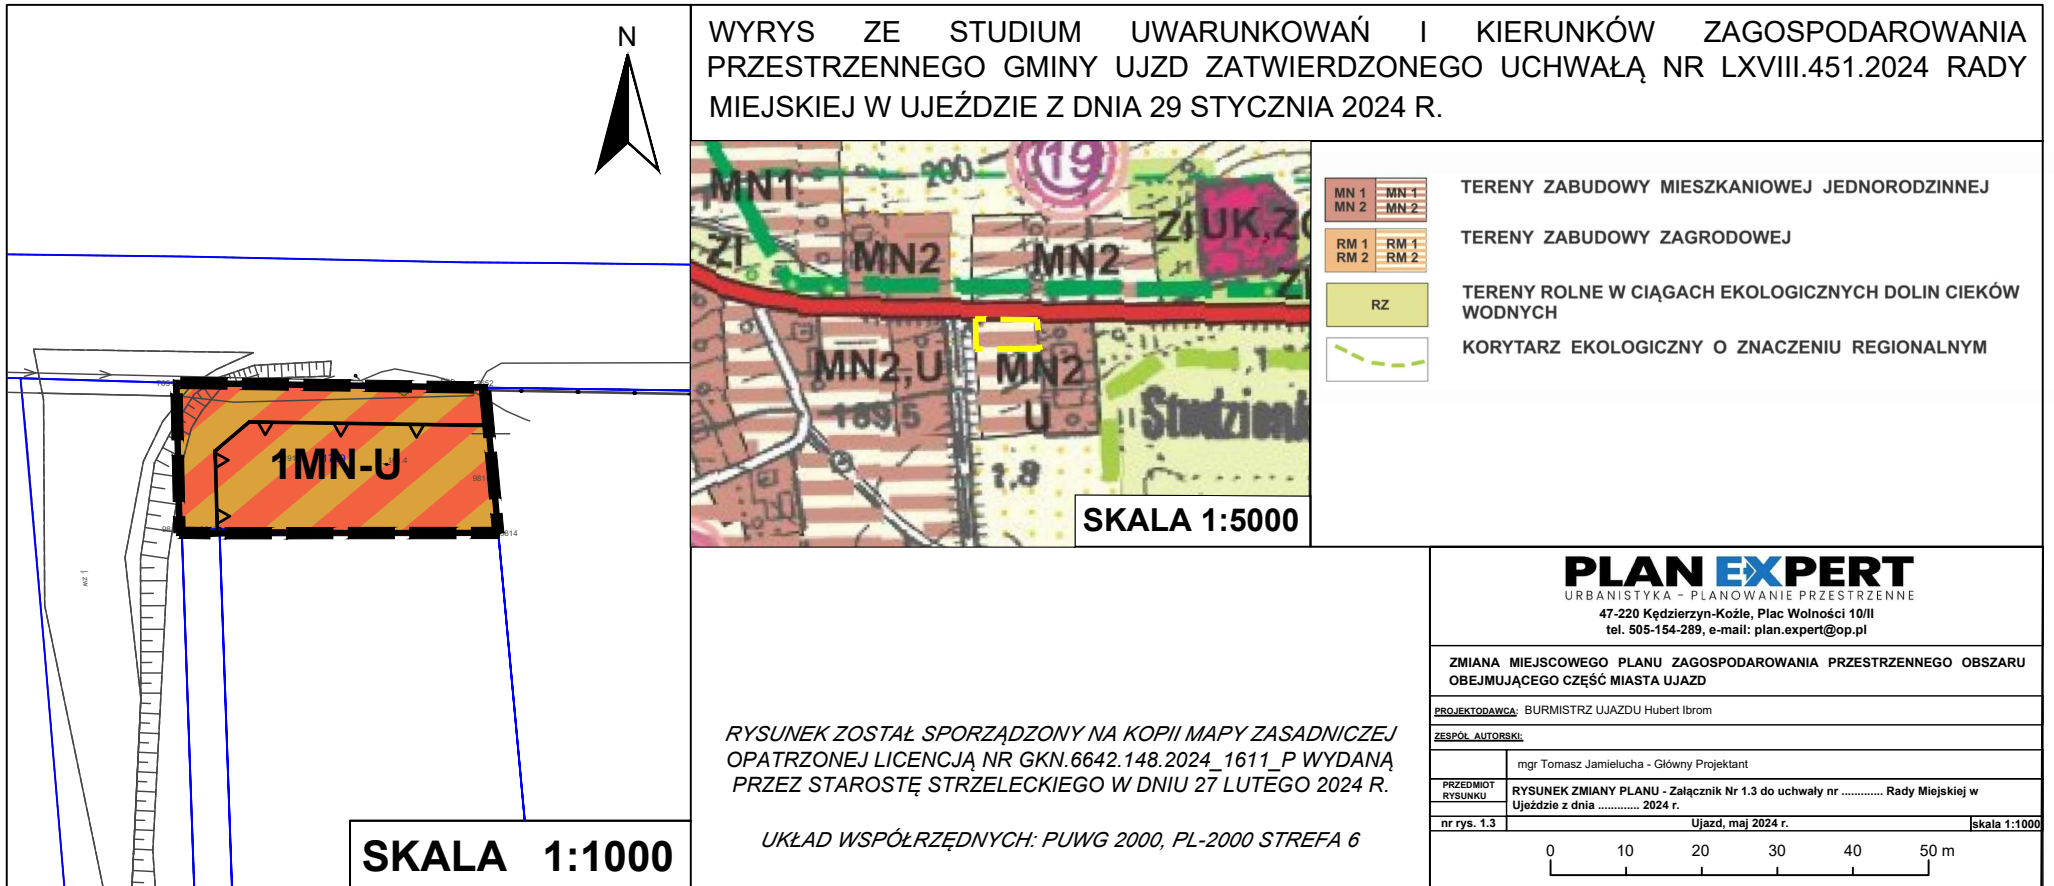 N
1MN-U
SKALA 1:1000
WYRYS ZE STUDIUM UWARUNKOWAŃ I KIERUNKÓW ZAGOSPODAROWANIA
PRZESTRZENNEGO GMINY UJZD ZATWIERDZONEGO UCHWAŁĄ NR LXVIII.451.2024 RADY
MIEJSKIEJ W UJEŹDZIE Z DNIA 29 STYCZNIA 2024 R.
MN1
200
19
ZI
MN2
MN2
ZI
UK,
MN2,U
MN2
U
189,5
1,8
SKALA 1:5000
MN 1
MN 2
MN 1
MN 2
TERENY ZABUDOWY MIESZKANIOWEJ JEDNORODZINNEJ
RM 1
RM 2
RM 1
RM 2
TERENY ZABUDOWY ZAGRODOWEJ
RZ
TERENY ROLNE W CIĄGACH EKOLOGICZNYCH DOLIN CIEKÓW
WODNYCH
KORYTARZ EKOLOGICZNY O ZNACZENIU REGIONALNYM
RYSUNEK ZOSTAŁ SPORZĄDZONY NA KOPII MAPY ZASADNICZEJ
OPATRZONEJ LICENCJĄ NR GKN.6642.148.2024_1611_P WYDANĄ
PRZEZ STAROSTĘ STRZELECKIEGO W DNIU 27 LUTEGO 2024 R.
UKŁAD WSPÓŁRZĘDNYCH: PUWG 2000, PL-2000 STREFA 6
PLAN EXPERT
URBANISTYKA - PLANOWANIE PRZESTRZENNE
47-220 Kędzierzyn-Koźle, Plac Wolności 10/II
tel. 505-154-289, e-mail: plan.expert@op.pl
ZMIANA MIEJSCOWEGO PLANU ZAGOSPODAROWANIA PRZESTRZENNEGO OBSZARU
OBEJMUJĄCEGO CZĘŚĆ MIASTA UJAZD
PROJEKTODAWCA: BURMISTRZ UJAZDU Hubert Ibrom
ZESPÓŁ AUTORSKI:
mgr Tomasz Jamielucha - Główny Projektant
PRZEDMIOT
RYSUNKU
RYSUNEK ZMIANY PLANU - Załącznik Nr 1.3 do uchwały nr ............ Rady Miejskiej w
Ujeździe z dnia ............. 2024 r.
nr rys. 1.3
Ujazd, maj 2024 r.
skala 1:1000
0 10 20 30 40 50 m